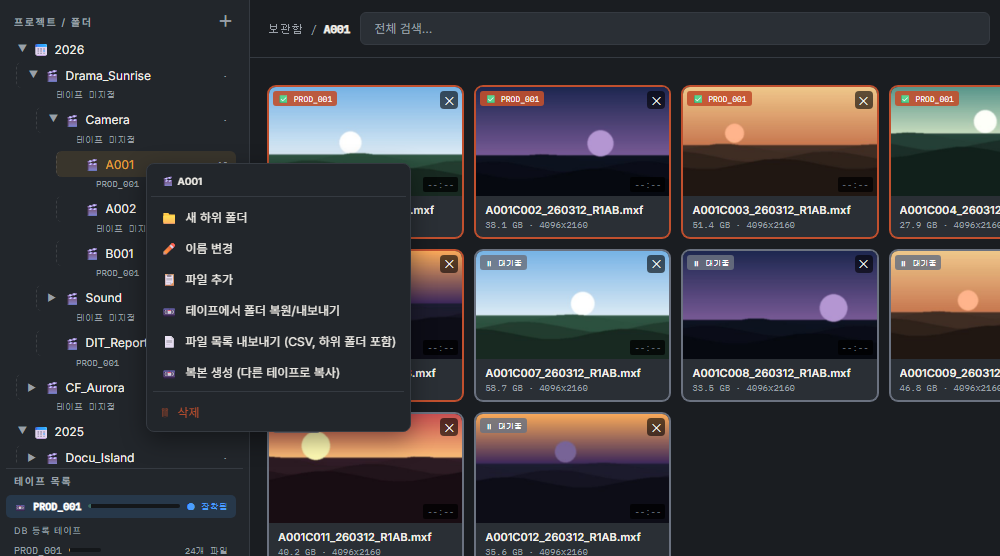 프로젝트 / 폴더
+
2026
Drama_Sunrise -
테이프 미지정
Camera -
테이프 미지정
A001
PROD_001
A002
테이프 미지
B001
PROD_001
Sound
테이프 미지정
DIT_Report
PROD_001
CF_Aurora
테이프 미지정
2025
Docu_Island -
테이프 목록
PROD_001 장착됨
DB 등록 테이프
PROD_001 24개 파일
보관함 / A001
전체 검색...
A001
새 하위 폴더
이름 변경
파일 추가
테이프에서 폴더 복원/내보내기
파일 목록 내보내기 (CSV, 하위 폴더 포함)
복본 생성 (다른 테이프로 복사)
삭제
PROD_001
--:--
.mxf
PROD_001
--:--
A001C002_260312_R1AB.mxf
38.1 GB · 4096x2160
PROD_001
--:--
A001C003_260312_R1AB.mxf
51.4 GB · 4096x2160
PROD_001
A001C004_260312
27.9 GB · 4096x216
--:--
.mxf
대기중
--:--
A001C007_260312_R1AB.mxf
58.7 GB · 4096x2160
대기중
--:--
A001C008_260312_R1AB.mxf
33.5 GB · 4096x2160
대기중
A001C009_260312
46.8 GB · 4096x216
--:--
A001C011_260312_R1AB.mxf
40.2 GB · 4096x2160
대기중
--:--
A001C012_260312_R1AB.mxf
35.6 GB · 4096x2160